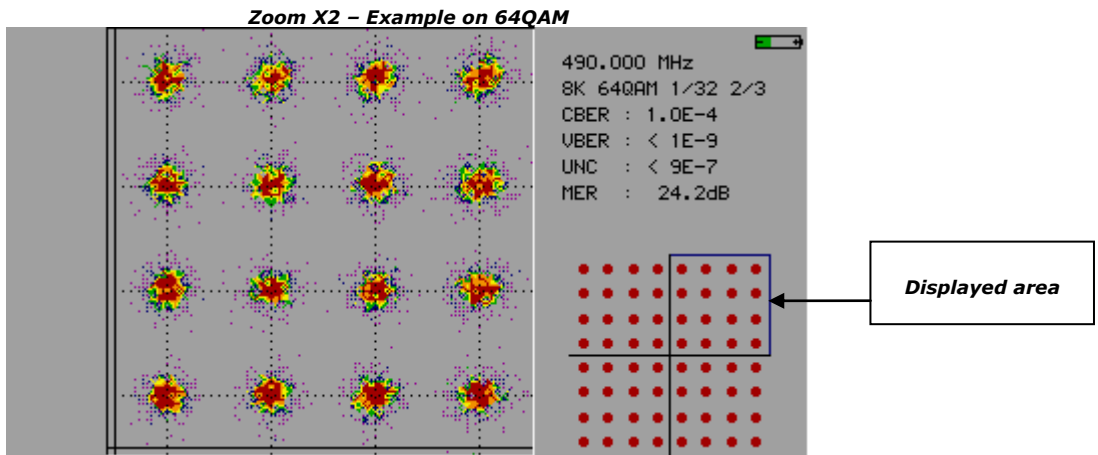 Zoom X2 – Example on 64QAM
490.000 MHz
8K 64QAM 1/32 2/3
CBER : 1.0E-4
VBER : < 1E-9
UNC : < 9E-7
MER : 24.2dB
Displayed area